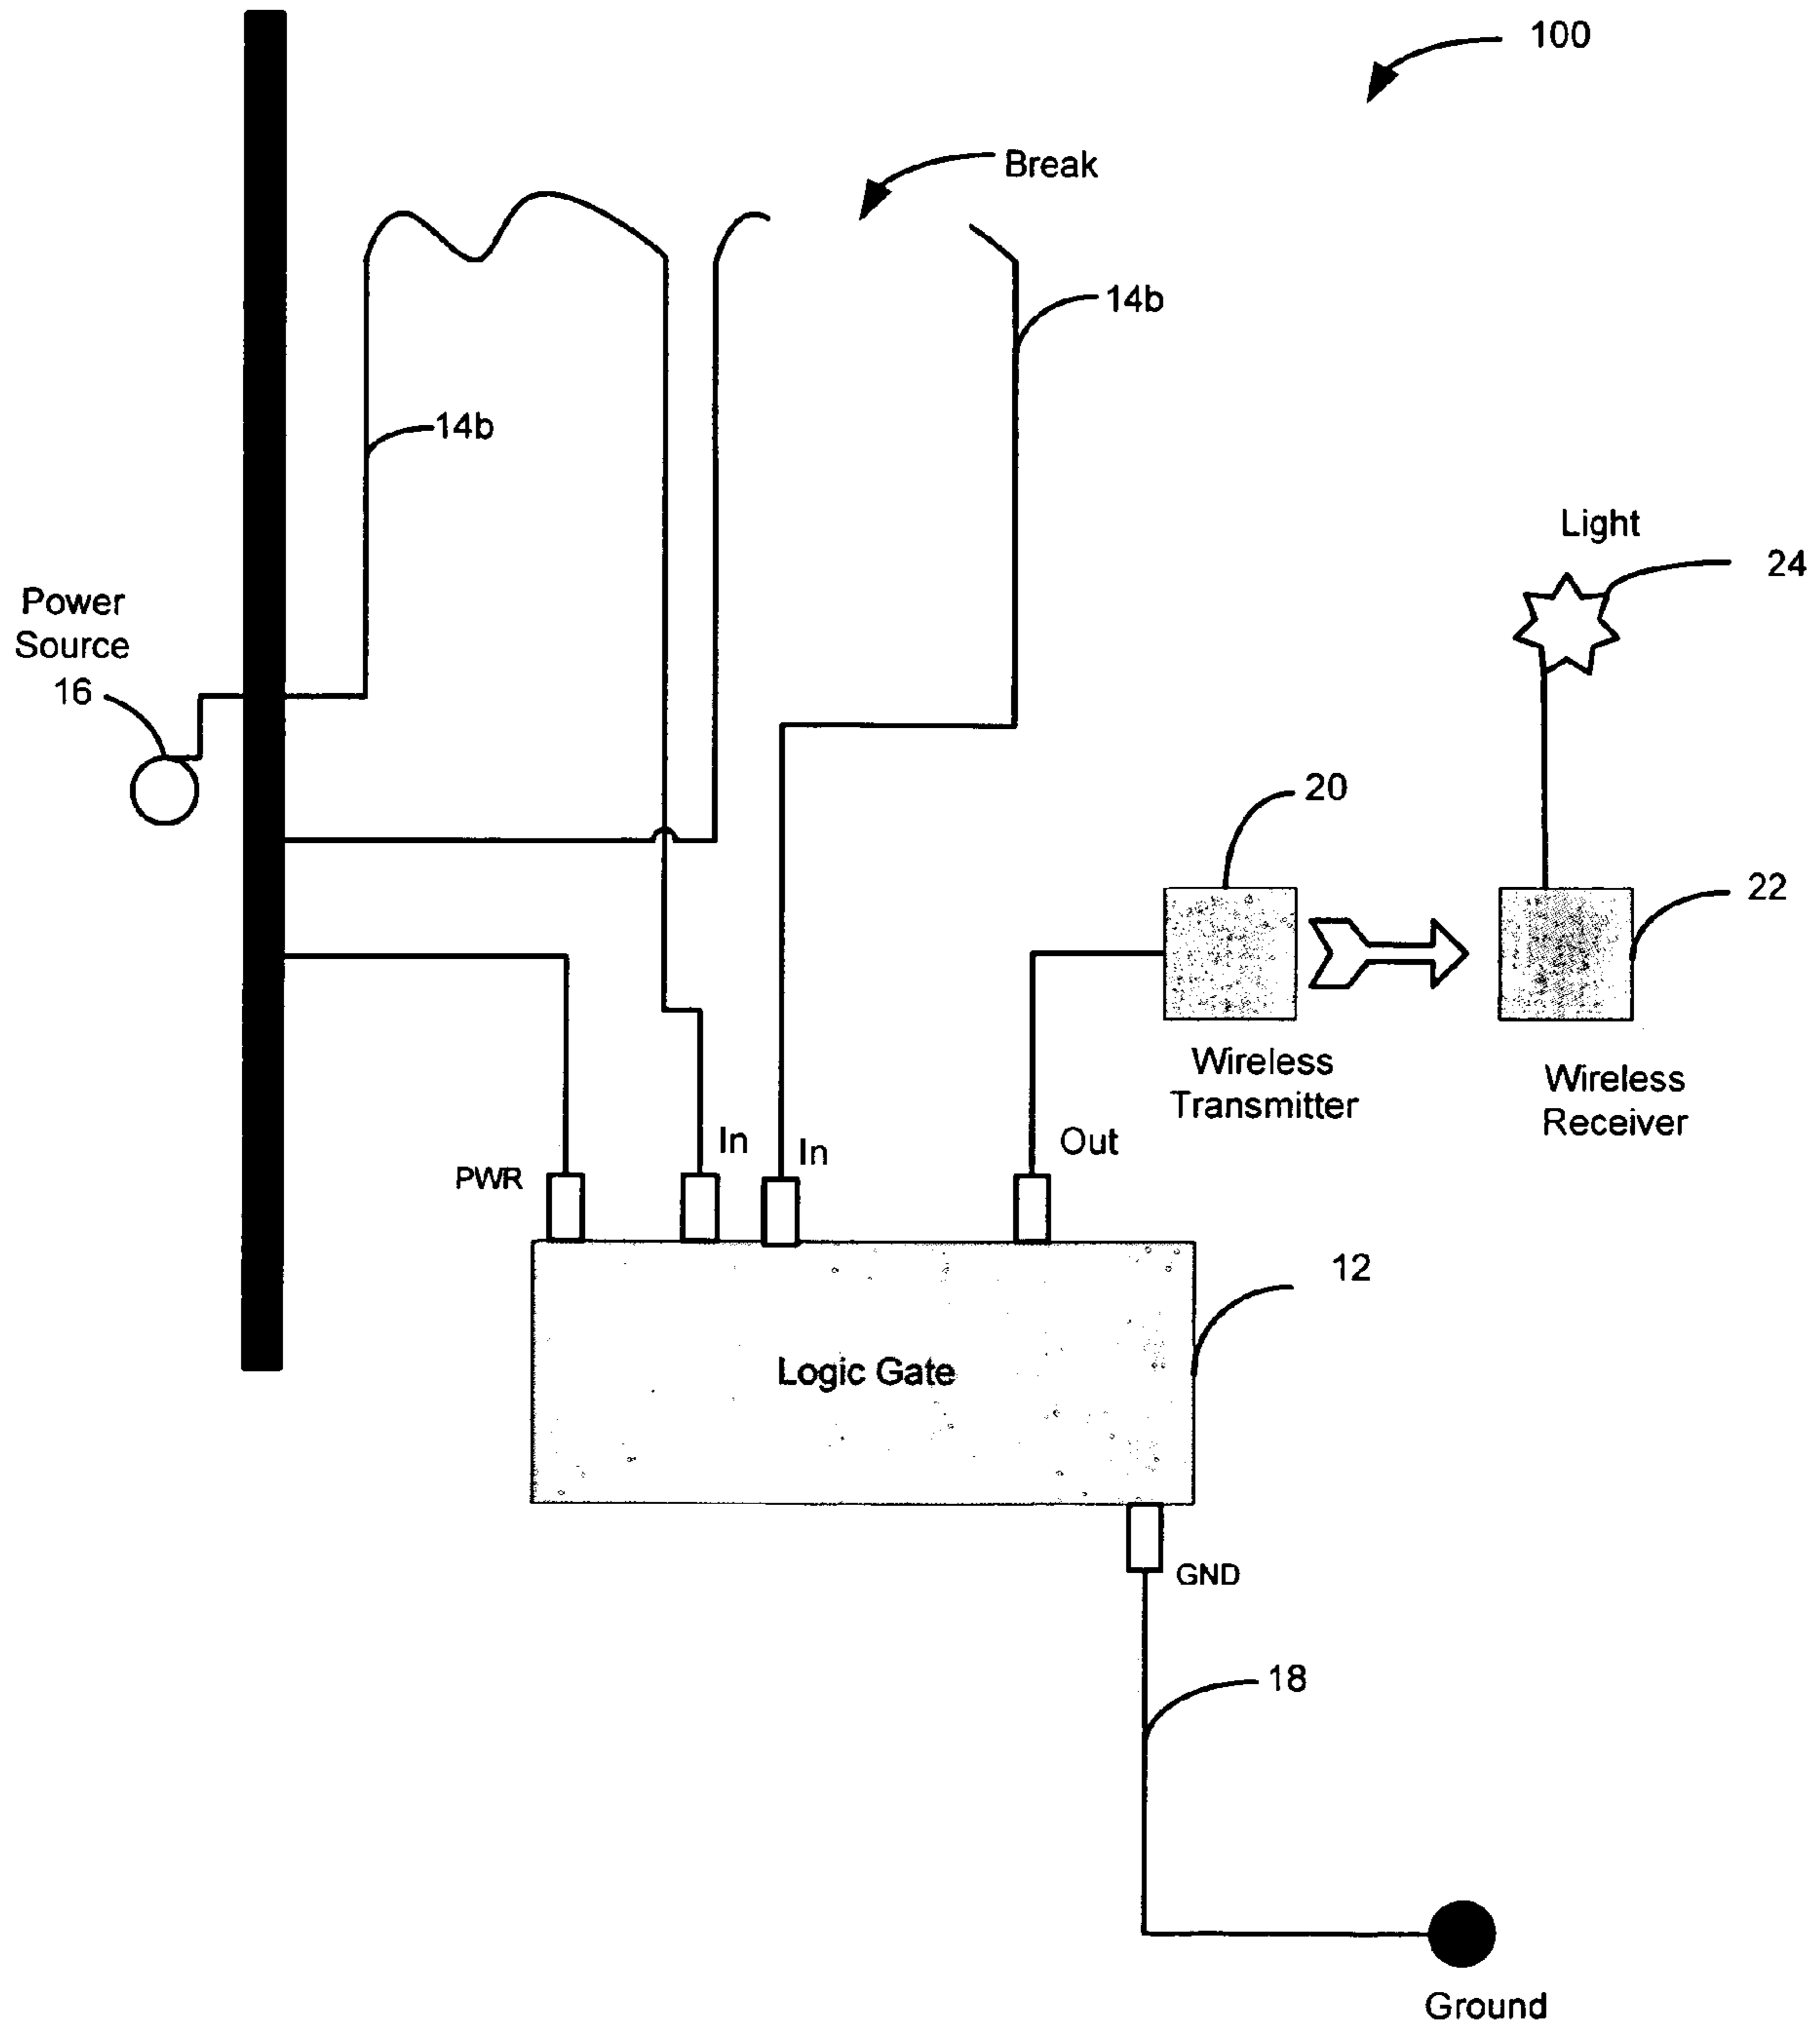 100
Break
14b
14b
Light
24
Power
Source
16
20
22
Wireless
Transmitter
Wireless
Receiver
In
In
Out
PWR
12
Logic Gate
GND
18
Ground